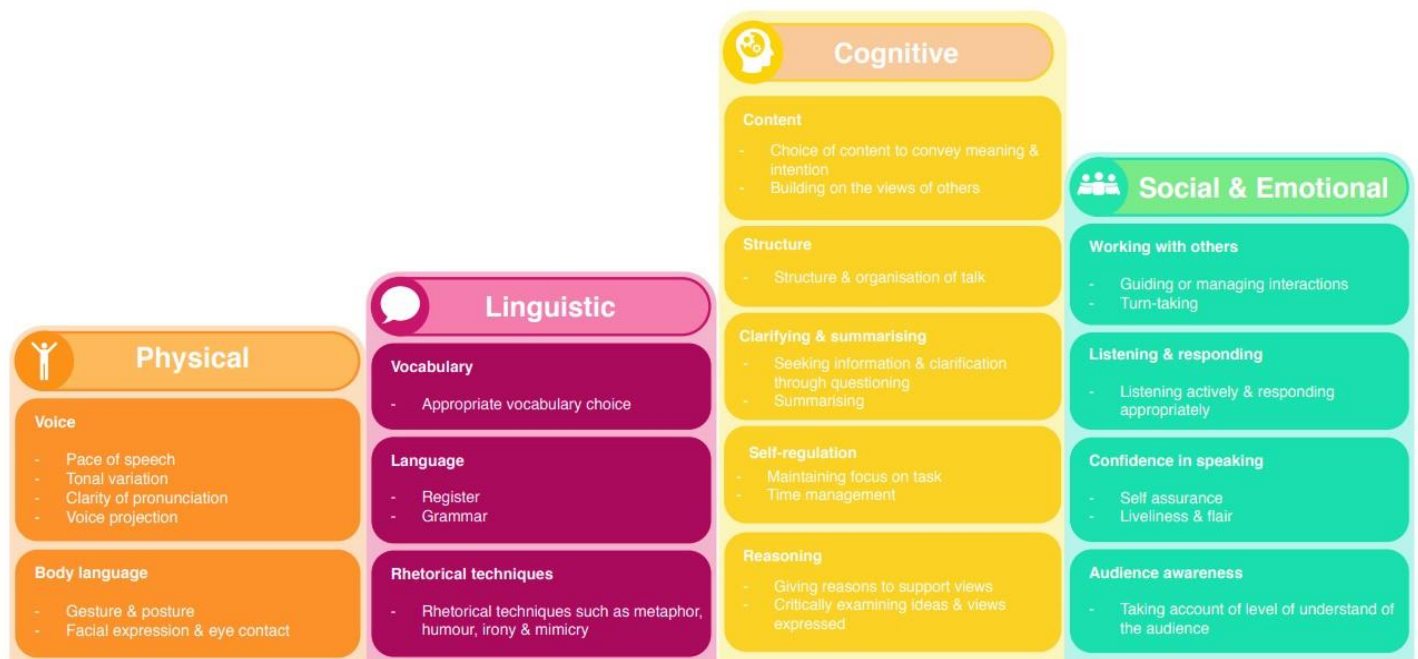 Physical
Voice
- Pace of speech
- Tonal variation
- Clarity of pronunciation
- Voice projection
Body language
- Gesture & posture
- Facial expression & eye contact
Linguistic
Vocabulary
- Appropriate vocabulary choice
Language
- Register
- Grammar
Rhetorical techniques
- Rhetorical techniques such as metaphor,
humour, irony & mimicry
Cognitive
Content
- Choice of content to convey meaning &
intention
- Building on the views of others
Structure
- Structure & organisation of talk
Clarifying & summarising
- Seeking information & clarification
through questioning
- Summarising
Self-regulation
- Maintaining focus on task
- Time management
Reasoning
- Giving reasons to support views
- Critically examining ideas & views
expressed
Social & Emotional
Working with others
- Guiding or managing interactions
- Turn-taking
Listening & responding
- Listening actively & responding
appropriately
Confidence in speaking
- Self assurance
- Liveliness & flair
Audience awareness
- Taking account of level of understand of
the audience